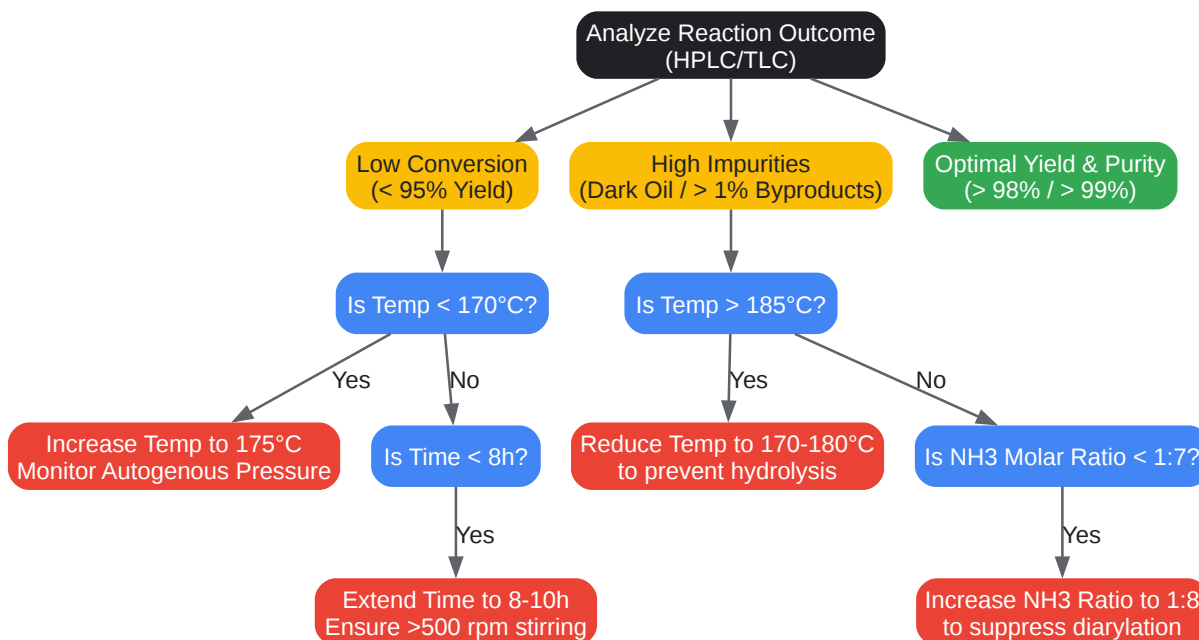 Analyze Reaction Outcome
(HPLC/TLC)
Low Conversion
(< 95% Yield)
High Impurities
(Dark Oil / > 1% Byproducts)
Optimal Yield & Purity
(> 98% / > 99%)
Is Temp < 170°C?
Is Temp > 185°C?
Yes
No
Yes
No
Increase Temp to 175°C
Monitor Autogenous Pressure
Is Time < 8h?
Reduce Temp to 170-180°C
to prevent hydrolysis
Is NH3 Molar Ratio < 1:7?
Yes
Yes
Extend Time to 8-10h
Ensure >500 rpm stirring
Increase NH3 Ratio to 1:8
to suppress diarylation